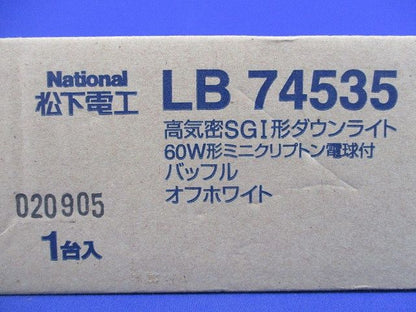 National
松下電工
LB 74535
高気密SGI形ダウンライト
60W形ミニクリプトン電球付
バッフル
オフホワイト
020905
1台入